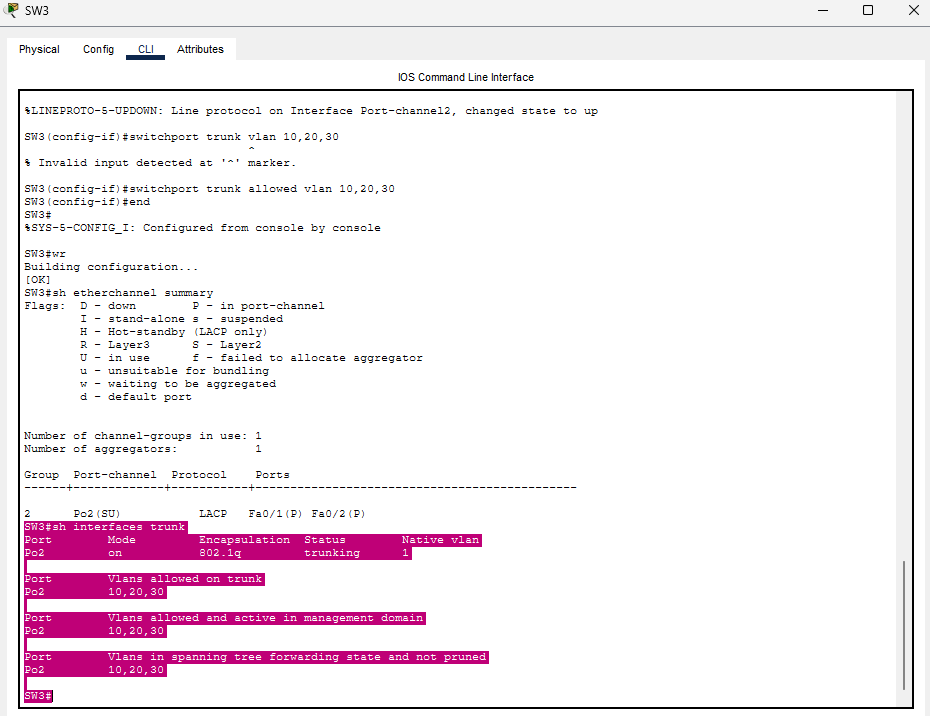 SW3
Physical Config CLI Attributes
IOS Command Line Interface
%LINEPROTO-5-UPDOWN: Line protocol on Interface Port-channel2, changed state to up
SW3(config-if)#switchport trunk vlan 10,20,30
^
% Invalid input detected at '^' marker.
SW3(config-if)#switchport trunk allowed vlan 10,20,30
SW3(config-if)#end
SW3#
%SYS-5-CONFIG_I: Configured from console by console
SW3#wr
Building configuration...
[OK]
SW3#sh etherchannel summary
Flags:  D - down        P - in port-channel
        I - stand-alone s - suspended
        H - Hot-standby (LACP only)
        R - Layer3      S - Layer2
        U - in use      f - failed to allocate aggregator
        u - unsuitable for bundling
        w - waiting to be aggregated
        d - default port
Number of channel-groups in use: 1
Number of aggregators:           1
Group  Port-channel  Protocol    Ports
------+-------------+-----------+----------------------------------------------
2      Po2(SU)           LACP   Fa0/1(P) Fa0/2(P)
SW3#sh interfaces trunk
Port        Mode         Encapsulation  Status        Native vlan
Po2         on           802.1q         trunking      1
Port        Vlans allowed on trunk
Po2         10,20,30
Port        Vlans allowed and active in management domain
Po2         10,20,30
Port        Vlans in spanning tree forwarding state and not pruned
Po2         10,20,30
SW3#